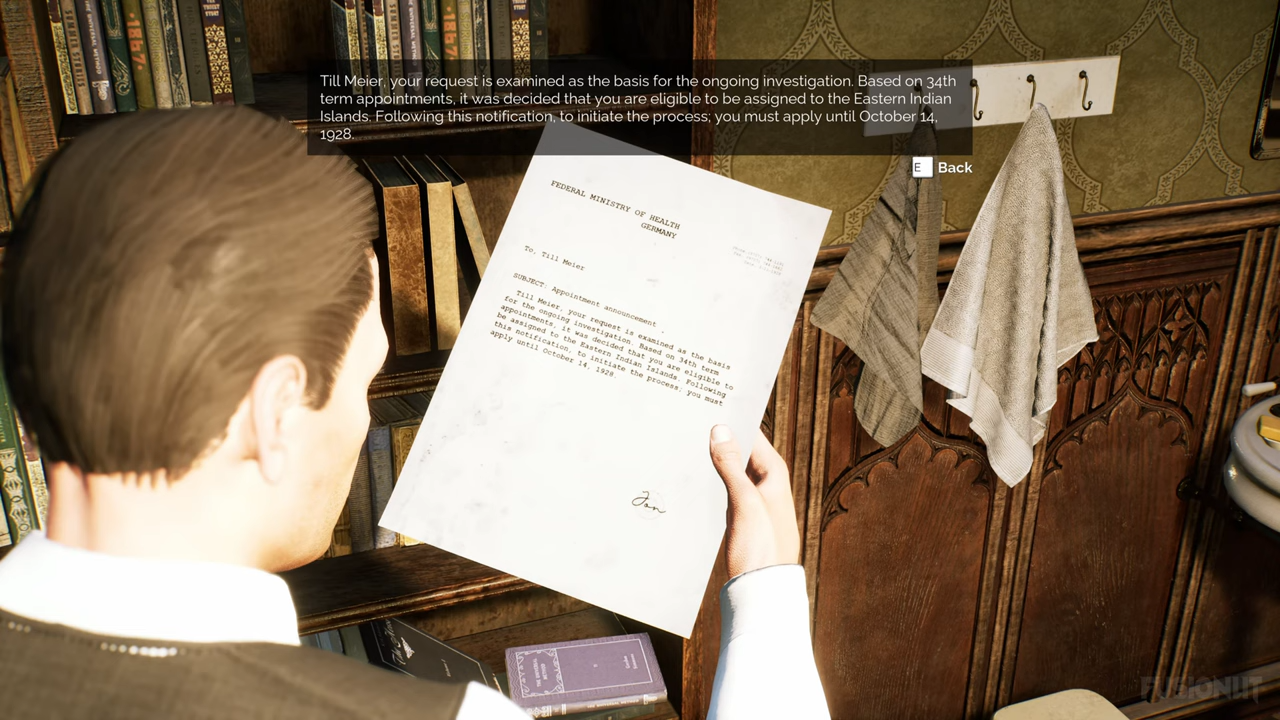 Till Meier, your request is examined as the basis for the ongoing investigation. Based on 34th
term appointments, it was decided that you are eligible to be assigned to the Eastern Indian
Islands. Following this notification, to initiate the process; you must apply until October 14,
1928.
E Back
FEDERAL MINISTRY OF HEALTH
GERMANY
To, Till Meier
SUBJECT: Appointment announcement .
Till Meier, your request is examined as the basis
for the ongoing investigation. Based on 34th term
appointments, it was decided that you are eligible to
be assigned to the Eastern Indian Islands. Following
this notification, to initiate the process; you must
apply until October 14, 1928
Jon
THE UNIVERSAL
METHOD
FUSIONUT